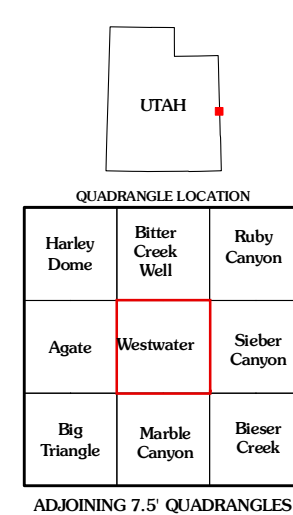 UTAH
QUADRANGLE LOCATION
Harley
Dome
Bitter
Creek
Well
Ruby
Canyon
Agate
Westwater
Sieber
Canyon
Big
Triangle
Marble
Canyon
Bieser
Creek
ADJOINING 7.5' QUADRANGLES